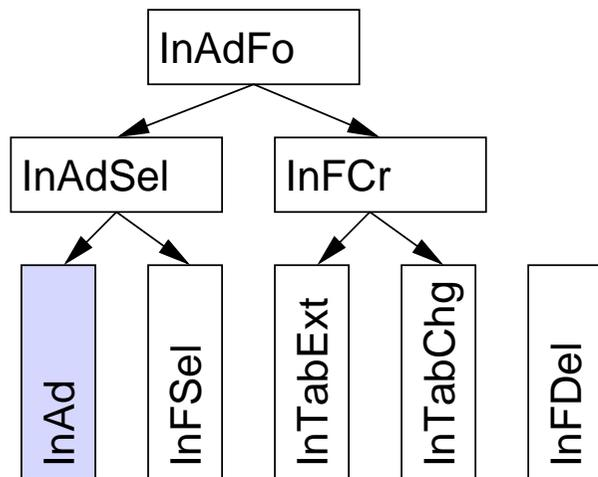 InAdFo
InAdSel
InFCr
InAd
InFSel
InTabExt
InTabChg
InFDel